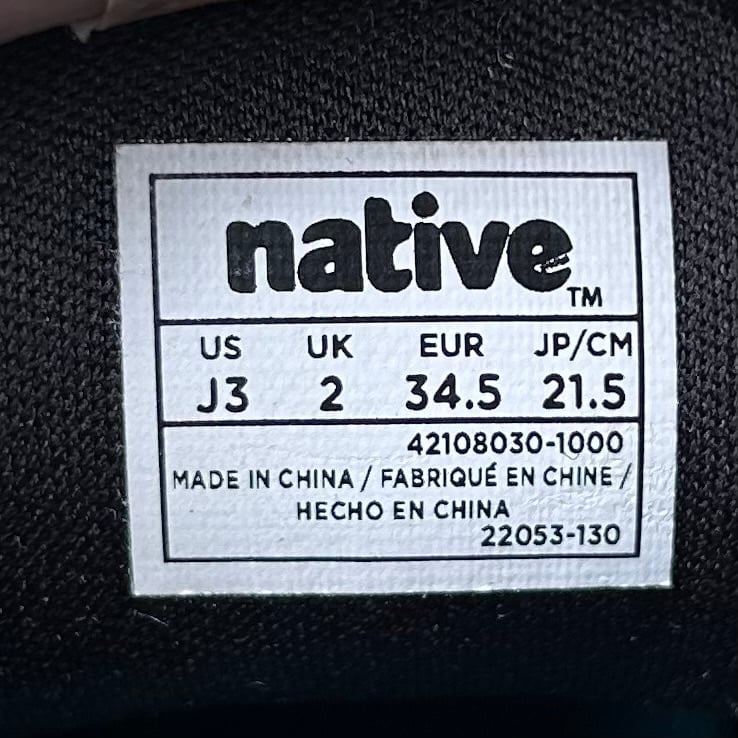 native
TM
US UK EUR JP/CM
J3 2 34.5 21.5
42108030-1000
MADE IN CHINA / FABRIQUÉ EN CHINE /
HECHO EN CHINA
22053-130